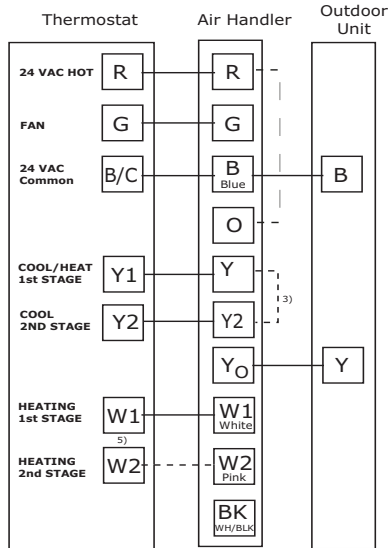 Thermostat Air Handler Outdoor
Unit
24 VAC HOT R R
FAN G G
24 VAC
Common B/C B
Blue B
O
COOL/HEAT
1st STAGE Y1 Y
3)
COOL
2ND STAGE Y2 Y2
YO Y
HEATING
1st STAGE W1 W1
White
5)
HEATING
2nd STAGE W2 W2
Pink
BK
WH/BLK